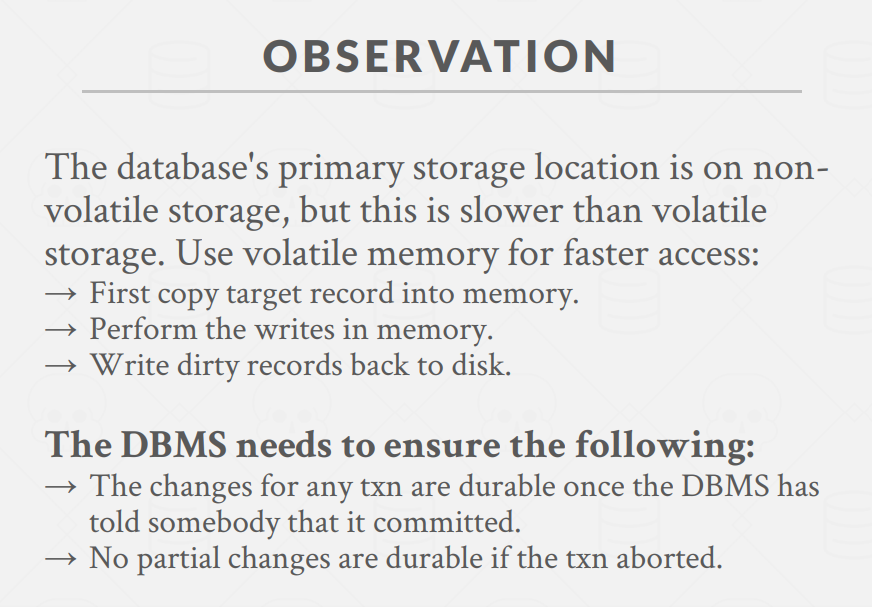 OBSERVATION
The database's primary storage location is on non-
volatile storage, but this is slower than volatile
storage. Use volatile memory for faster access:
→ First copy target record into memory.
→ Perform the writes in memory.
→ Write dirty records back to disk.
The DBMS needs to ensure the following:
→ The changes for any txn are durable once the DBMS has
told somebody that it committed.
→ No partial changes are durable if the txn aborted.